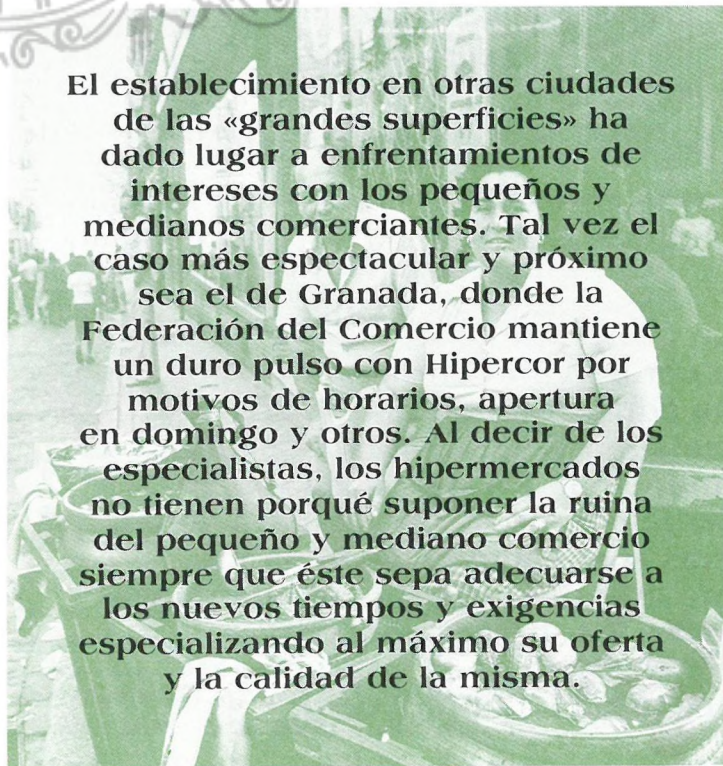 El establecimiento en otras ciudades
de las «grandes superficies» ha
dado lugar a enfrentamientos de
intereses con los pequeños y
medianos comerciantes. Tal vez el
caso más espectacular y próximo
sea el de Granada, donde la
Federación del Comercio mantiene
un duro pulso con Hipercor por
motivos de horarios, apertura
en domingo y otros. Al decir de los
especialistas, los hipermercados
no tienen porqué suponer la ruina
del pequeño y mediano comercio
siempre que éste sepa adecuarse a
los nuevos tiempos y exigencias
especializando al máximo su oferta
y la calidad de la misma.